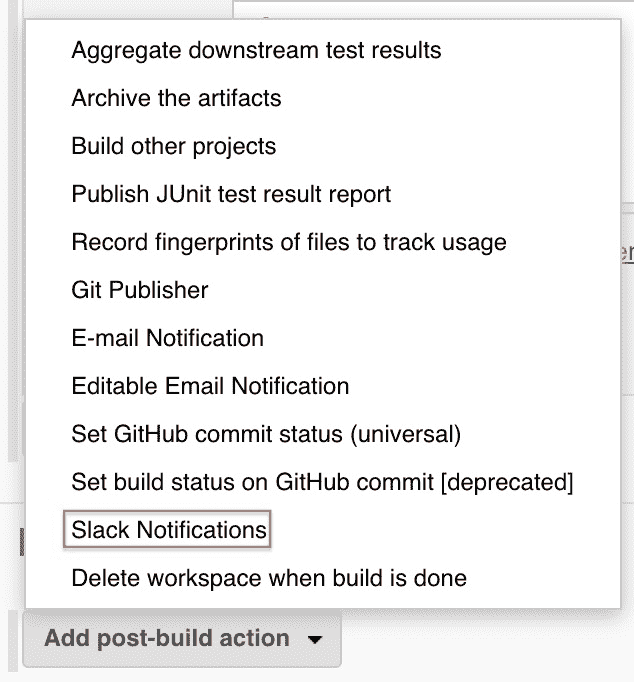 Aggregate downstream test results
Archive the artifacts
Build other projects
Publish JUnit test result report
Record fingerprints of files to track usage
Git Publisher
E-mail Notification
Editable Email Notification
Set GitHub commit status (universal)
Set build status on GitHub commit [deprecated]
Slack Notifications
Delete workspace when build is done
Add post-build action